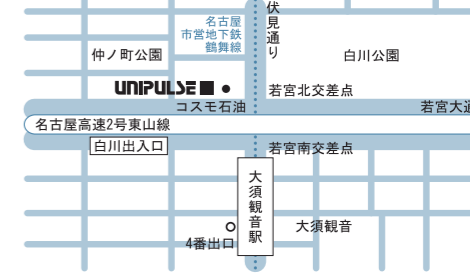 伏見通り
名古屋
市営地下鉄
鶴舞線
仲ノ町公園
白川公園
UNIPULSE
若宮北交差点
コスモ石油
若宮大通
名古屋高速2号東山線
白川出入口
若宮南交差点
大須観音駅
大須観音
4番出口